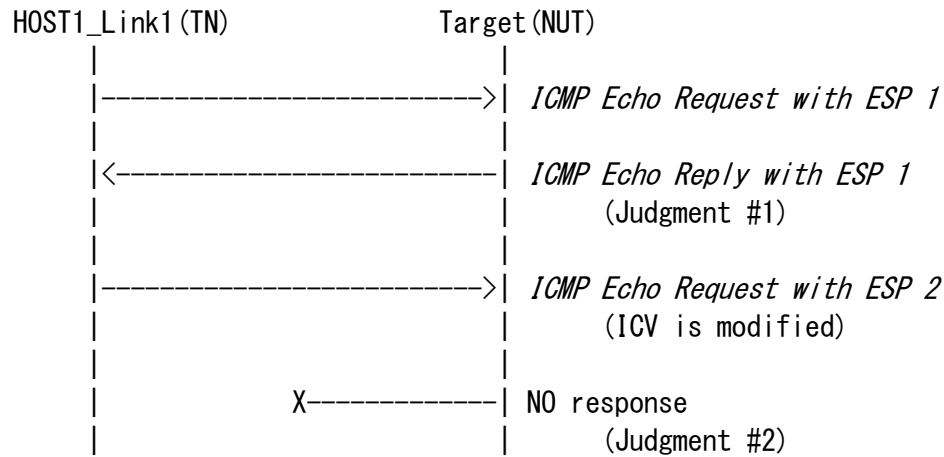 HOST1_Link1(TN) Target(NUT)
ICMP Echo Request with ESP 1
ICMP Echo Reply with ESP 1
(Judgment #1)
ICMP Echo Request with ESP 2
(ICV is modified)
X NO response
(Judgment #2)